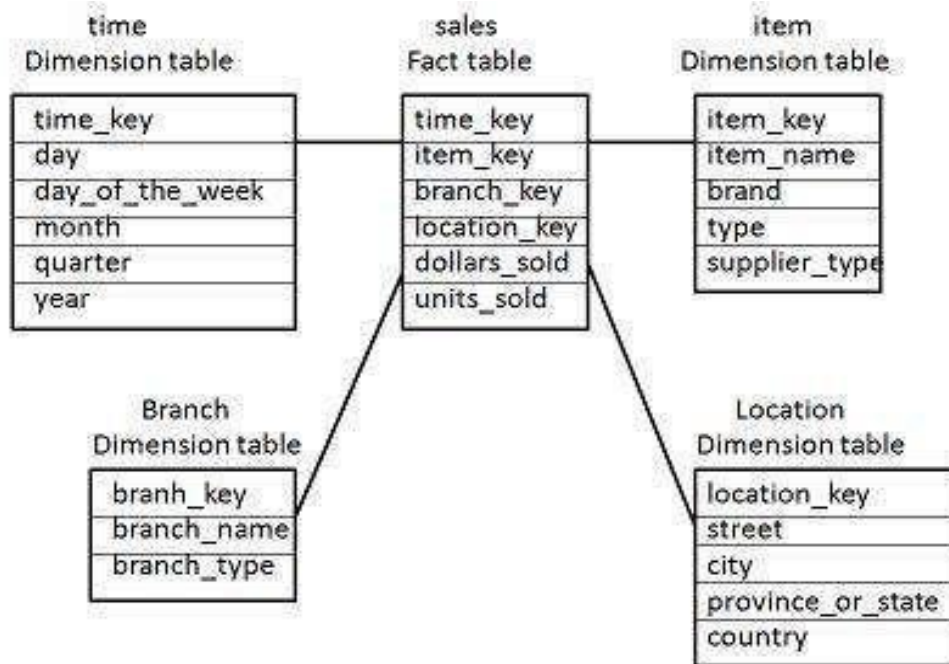 time
Dimension table
time_key
day
day_of_the_week
month
quarter
year
sales
Fact table
time_key
item_key
branch_key
location_key
dollars_sold
units_sold
item
Dimension table
item_key
item_name
brand
type
supplier_type
Branch
Dimension table
branh_key
branch_name
branch_type
Location
Dimension table
location_key
street
city
province_or_state
country